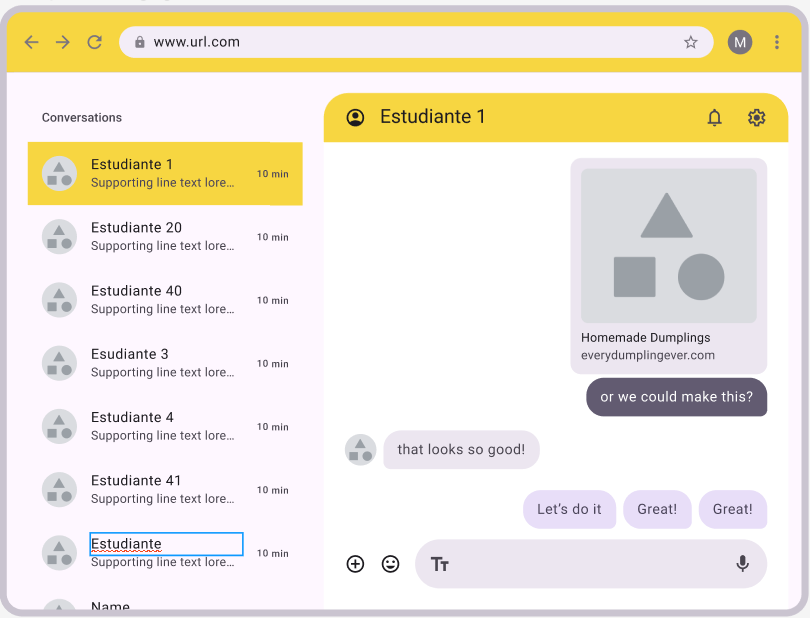 www.url.com
M
Conversations
Estudiante 1
Supporting line text lore...
10 min
Estudiante 20
Supporting line text lore...
10 min
Estudiante 40
Supporting line text lore...
10 min
Esudiante 3
Supporting line text lore...
10 min
Estudiante 4
Supporting line text lore...
10 min
Estudiante 41
Supporting line text lore...
10 min
Estudiante
Supporting line text lore...
10 min
Name
Estudiante 1
Homemade Dumplings
everydumplingever.com
or we could make this?
that looks so good!
Let's do it
Great!
Great!
Tт